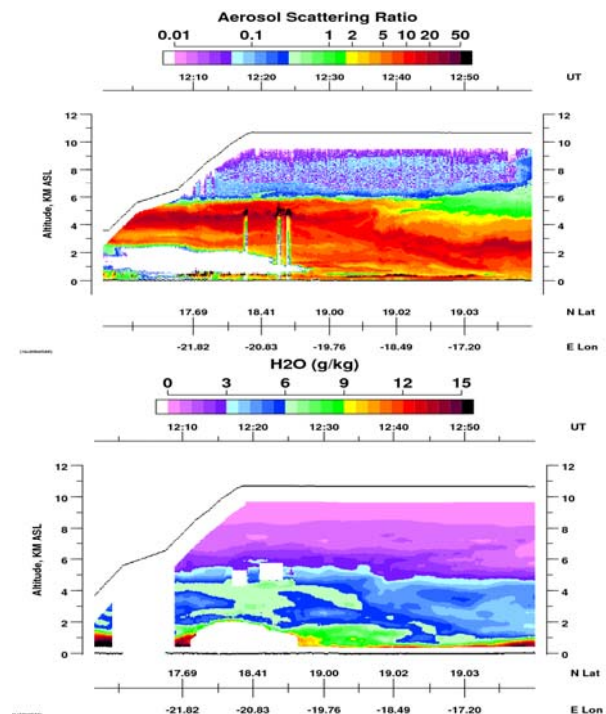 Aerosol Scattering Ratio
0.01 0.1 1 2 5 10 20 50
12:10 12:20 12:30 12:40 12:50 UT
12 12
10 10
8 8
6 6
4 4
2 2
0 0
Altitude, KM ASL
Altitude, KM ASL
17.69 18.41 19.00 19.02 19.03 N Lat
-21.82 -20.83 -19.76 -18.49 -17.20 E Lon
H2O (g/kg)
0 3 6 9 12 15
12:10 12:20 12:30 12:40 12:50 UT
12 12
10 10
8 8
6 6
4 4
2 2
0 0
Altitude, KM ASL
Altitude, KM ASL
17.69 18.41 19.00 19.02 19.03 N Lat
-21.82 -20.83 -19.76 -18.49 -17.20 E Lon